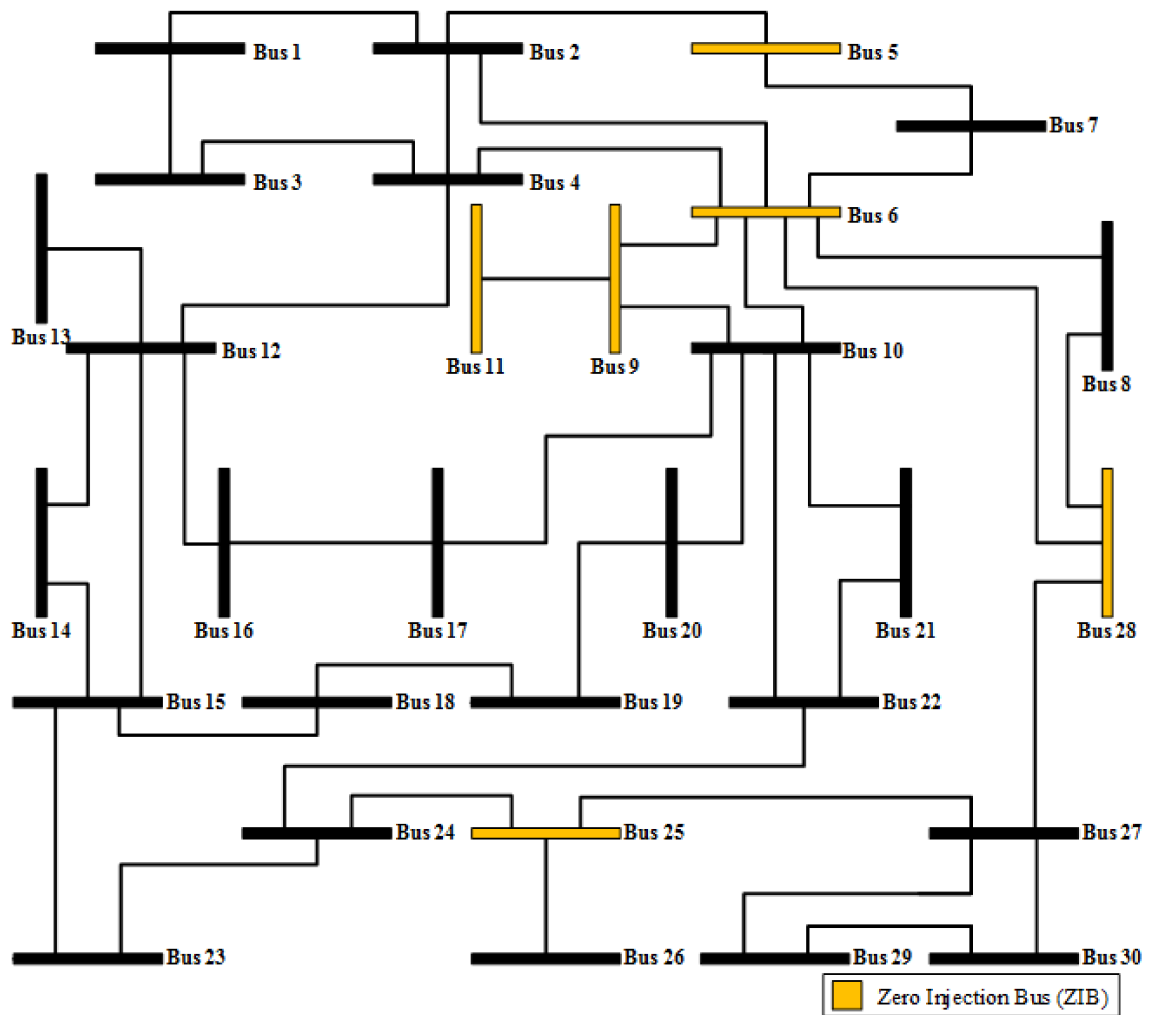 Bus 1
Bus 2
Bus 5
Bus 7
Bus 3
Bus 4
Bus 6
Bus 13
Bus 12
Bus 11
Bus 9
Bus 10
Bus 8
Bus 14
Bus 16
Bus 17
Bus 20
Bus 21
Bus 28
Bus 15
Bus 18
Bus 19
Bus 22
Bus 24
Bus 25
Bus 27
Bus 23
Bus 26
Bus 29
Bus 30
Zero Injection Bus (ZIB)